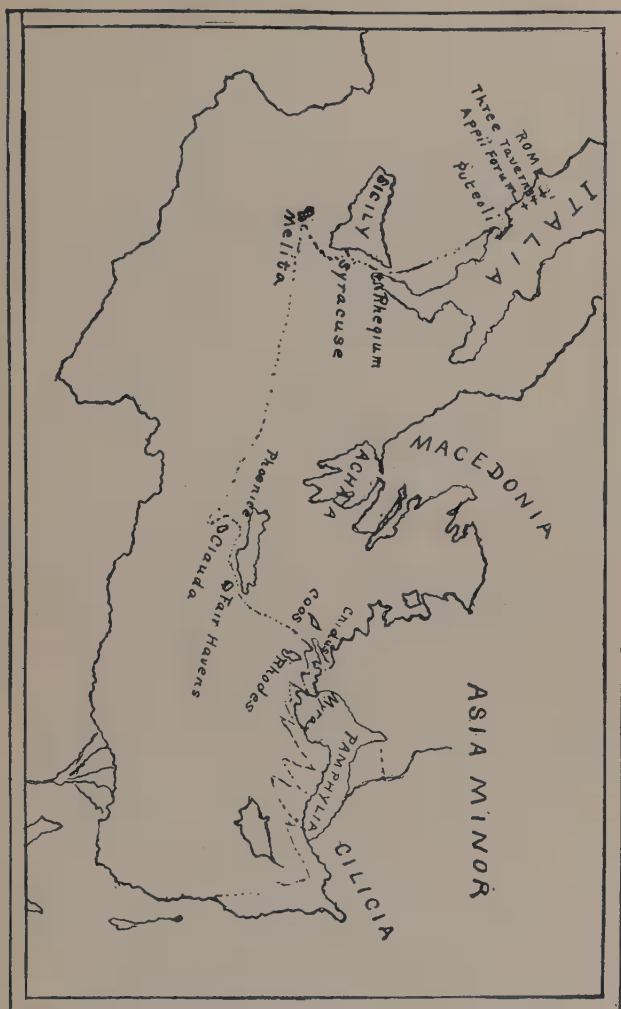 ITALIA
ROME
Three Taverns
Appii Forum
Puteoli
SICILY
Rhegium
Syracuse
Melita
MACEDONIA
ACHAIA
Phoenice
Clauda
Fair Havens
Coos
Cnidus
Rhodes
Myra
PAMPHYLIA
ASIA MINOR
CILICIA